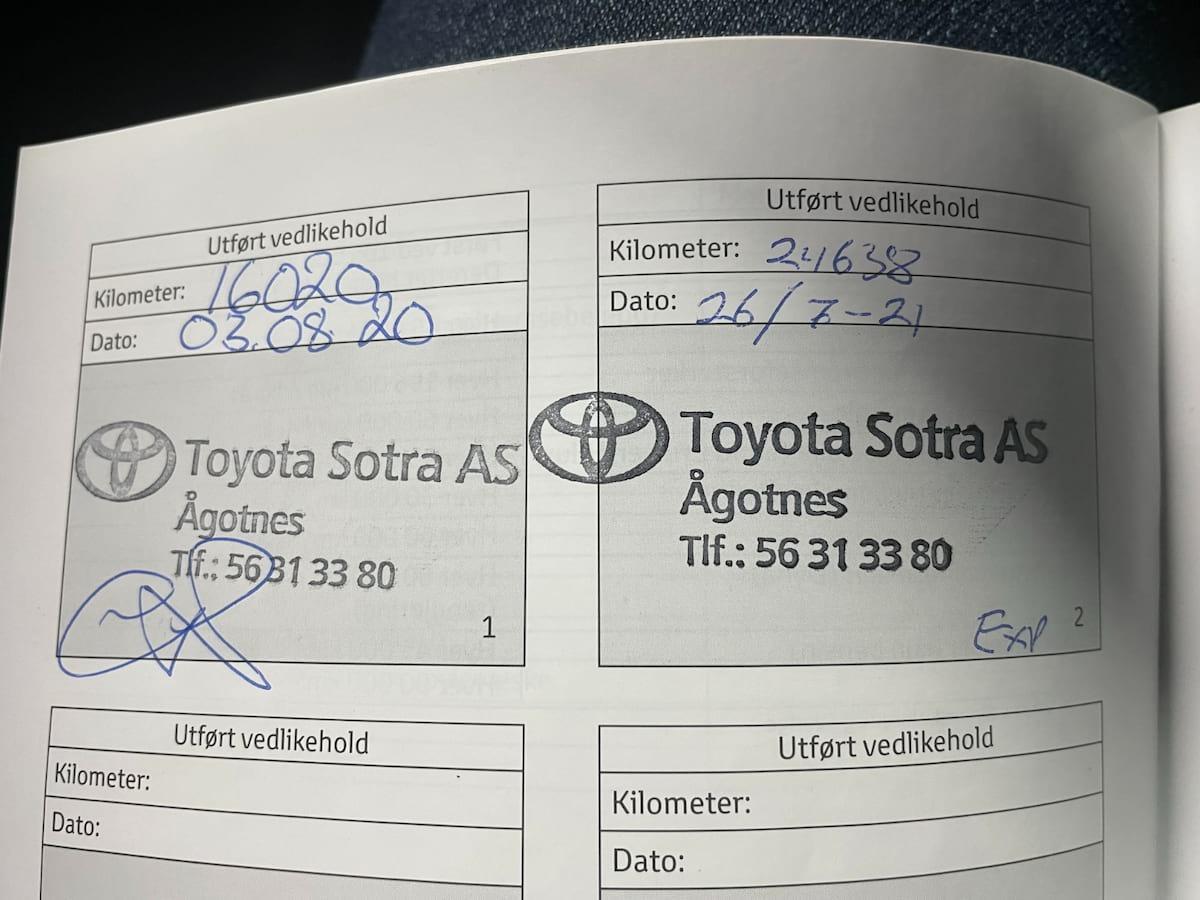 Utført vedlikehold
Kilometer: 16020
Dato: 03.08 20
Toyota Sotra AS
Ågotnes
Tlf.: 56 31 33 80
1
Utført vedlikehold
Kilometer: 24638
Dato: 26/7-21
Toyota Sotra AS
Ågotnes
Tlf.: 56 31 33 80
Exp 2
Utført vedlikehold
Kilometer:
Dato:
Utført vedlikehold
Kilometer:
Dato: